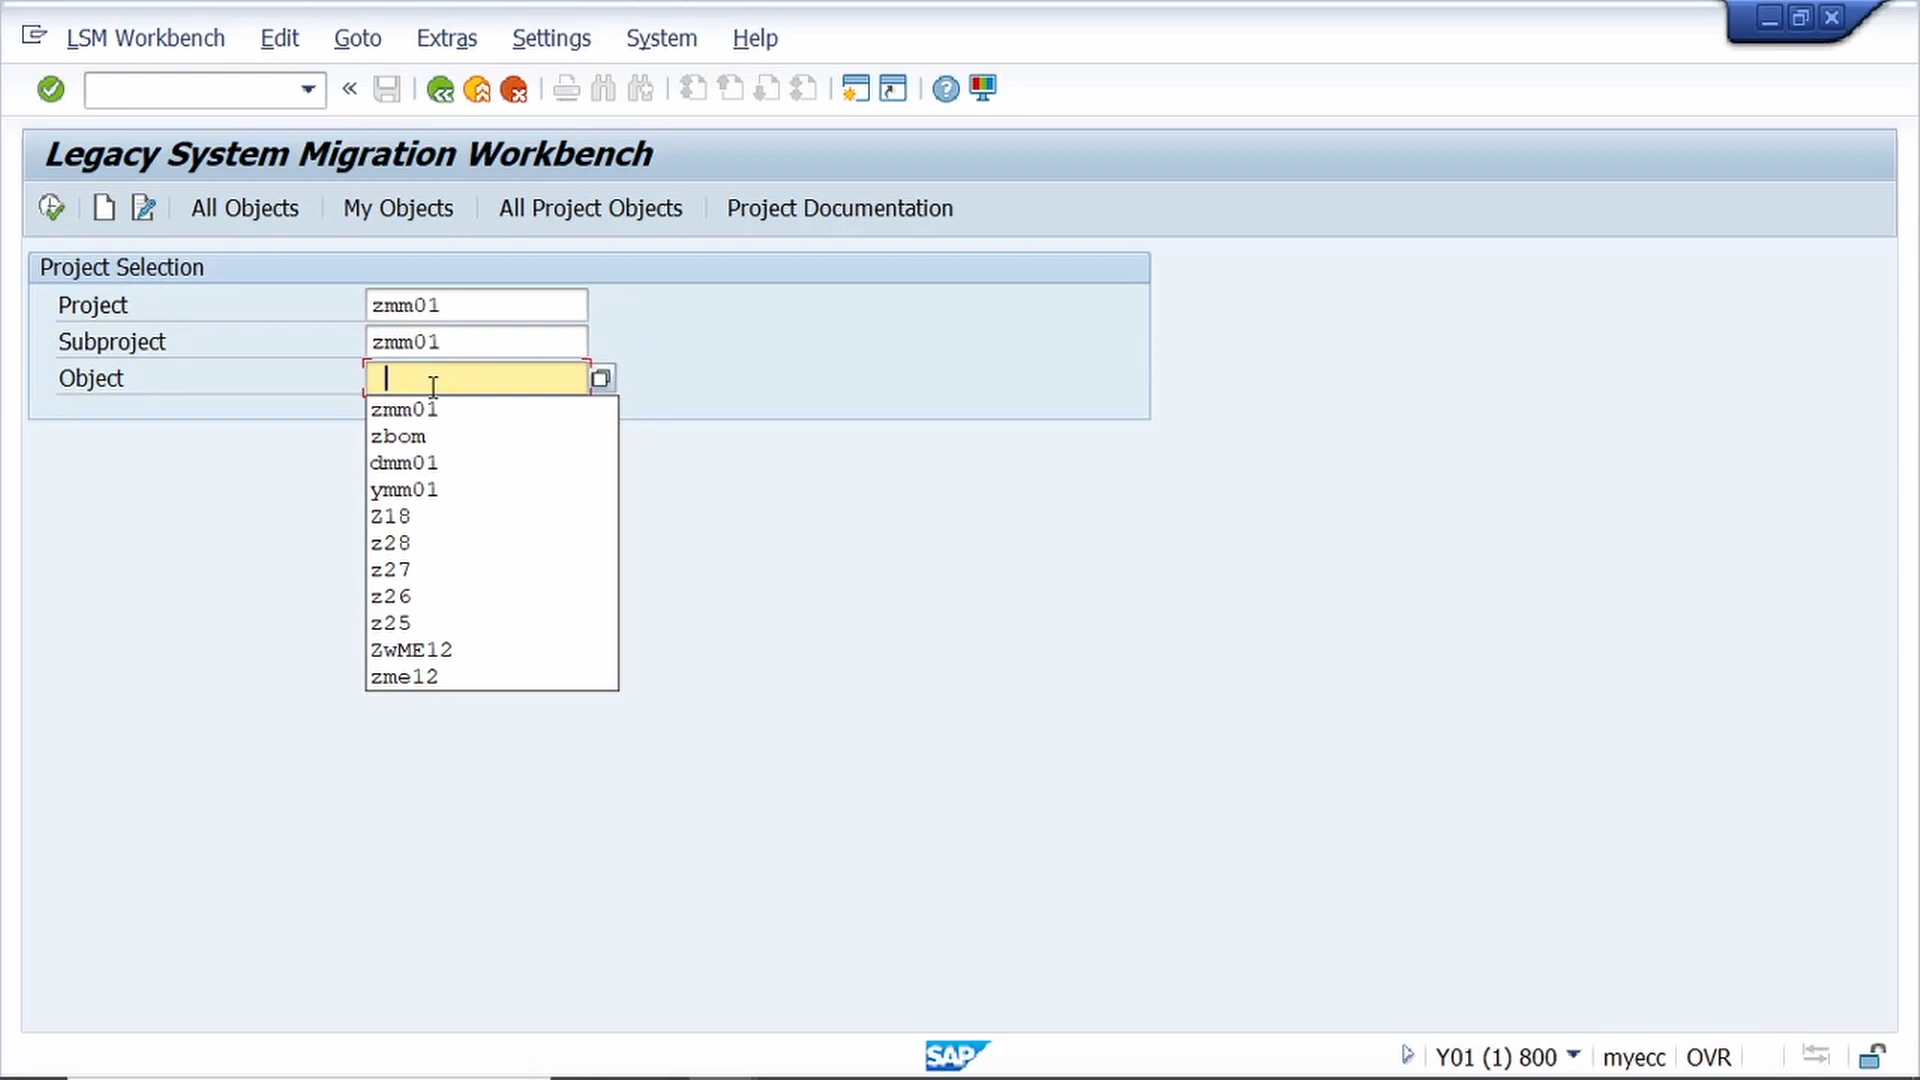 LSM Workbench Edit Goto Extras Settings System Help
Legacy System Migration Workbench
All Objects My Objects All Project Objects Project Documentation
Project Selection
Project zmm01
Subproject zmm01
Object
zmm01
zbom
dmm01
ymm01
Z18
z28
z27
z26
z25
ZwME12
zme12
SAP Y01 (1) 800 myecc OVR